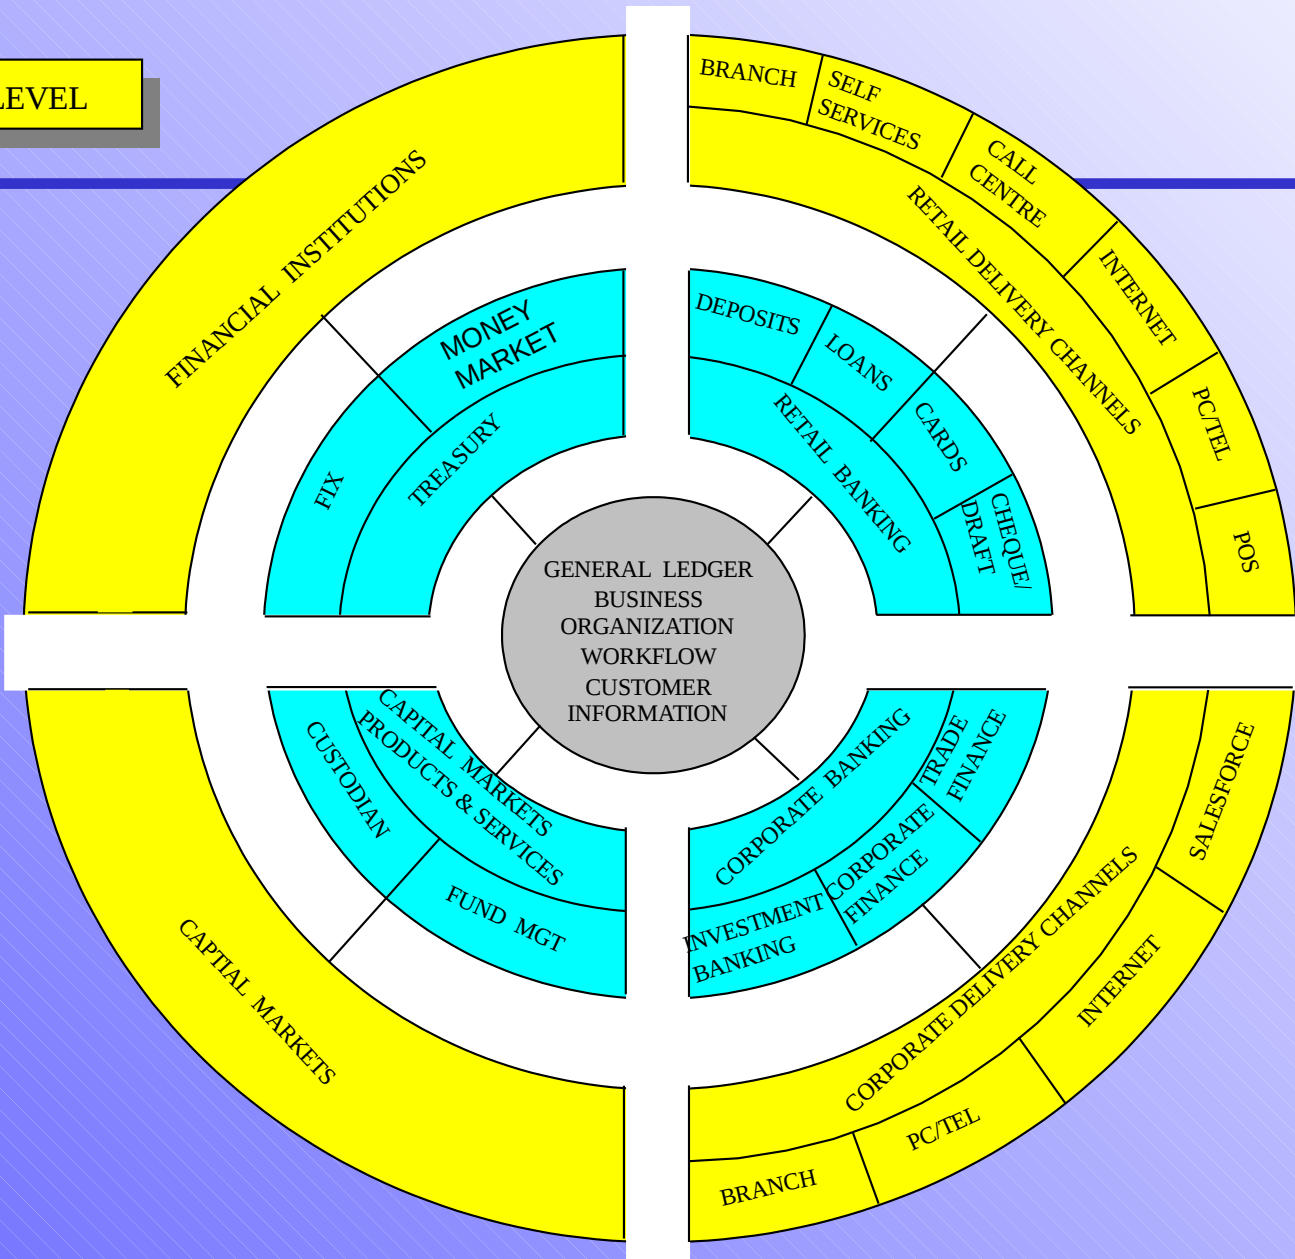 LEVEL
FINANCIAL INSTITUTIONS
MONEY
MARKET
FIX
TREASURY
BRANCH
SELF
SERVICES
CALL
CENTRE
INTERNET
PC/TEL
POS
RETAIL DELIVERY CHANNELS
DEPOSITS
LOANS
CARDS
CHEQUE/
DRAFT
RETAIL BANKING
GENERAL LEDGER
BUSINESS
ORGANIZATION
WORKFLOW
CUSTOMER
INFORMATION
CAPITAL MARKETS
PRODUCTS & SERVICES
CUSTODIAN
FUND MGT
CAPTIAL MARKETS
CORPORATE BANKING
TRADE
FINANCE
CORPORATE
FINANCE
INVESTMENT
BANKING
CORPORATE DELIVERY CHANNELS
SALESFORCE
INTERNET
PC/TEL
BRANCH